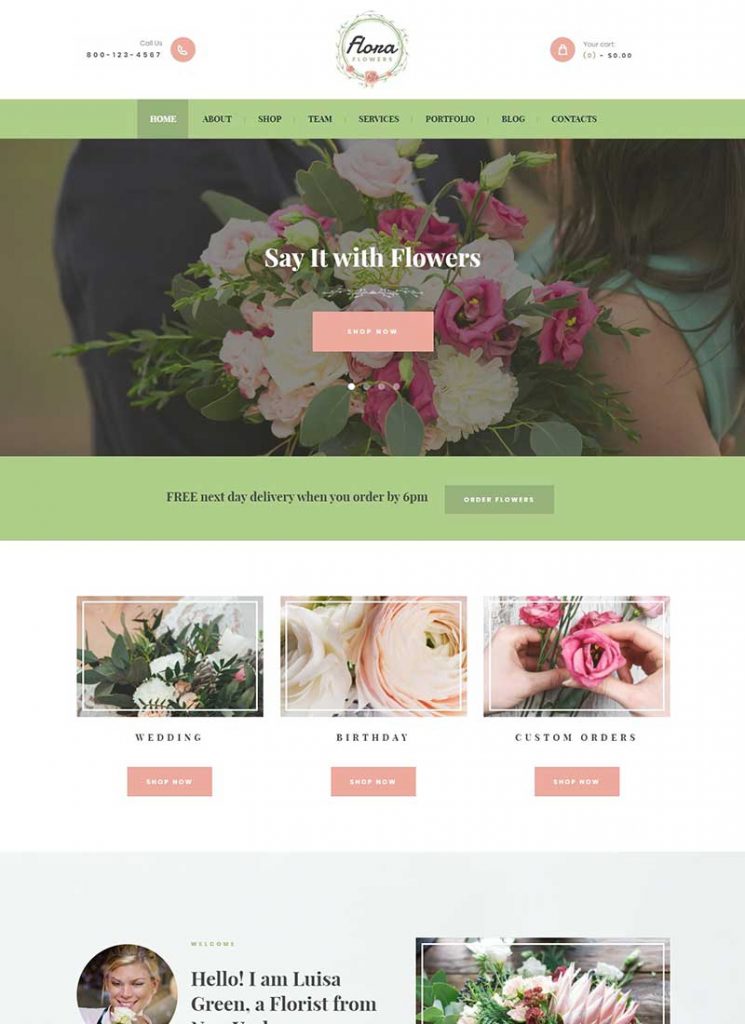 Call Us
800-123-4567
flora
FLOWERS
Your cart:
(0) - $0.00
HOME
ABOUT
SHOP
TEAM
SERVICES
PORTFOLIO
BLOG
CONTACTS
Say It with Flowers
SHOP NOW
FREE next day delivery when you order by 6pm
ORDER FLOWERS
WEDDING
BIRTHDAY
CUSTOM ORDERS
SHOP NOW
SHOP NOW
SHOP NOW
WELCOME
Hello! I am Luisa
Green, a Florist from
New York